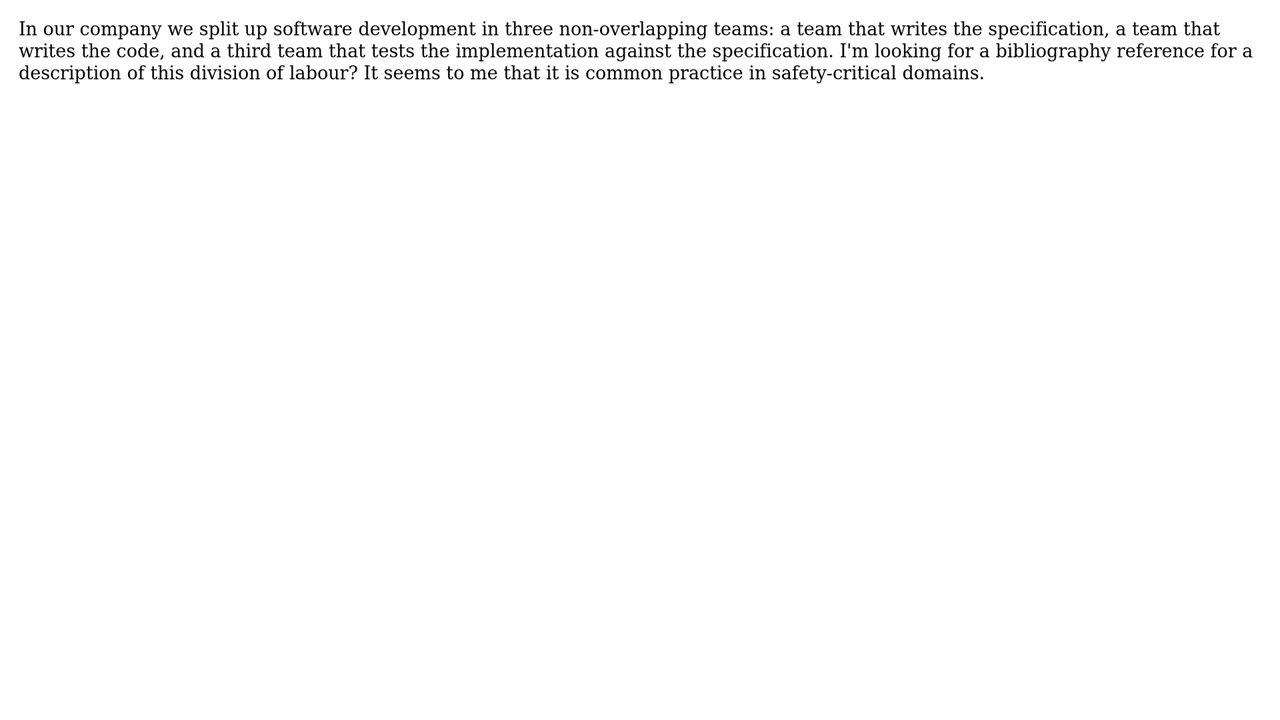 In our company we split up software development in three non-overlapping teams: a team that writes the specification, a team that
writes the code, and a third team that tests the implementation against the specification. I'm looking for a bibliography reference for a
description of this division of labour? It seems to me that it is common practice in safety-critical domains.